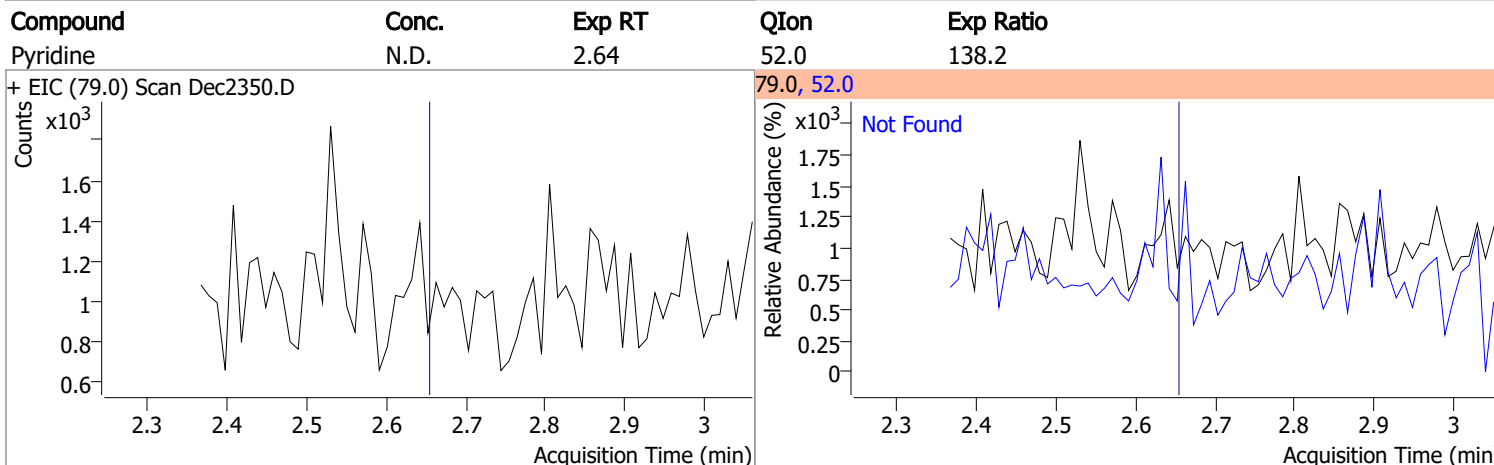 Compound Conc. Exp RT QIon Exp Ratio
Pyridine N.D. 2.64 52.0 138.2
+ EIC (79.0) Scan Dec2350.D
Counts
x10³
1.6
1.4
1.2
1
0.8
0.6
2.3 2.4 2.5 2.6 2.7 2.8 2.9 3
Acquisition Time (min)
79.0, 52.0
Relative Abundance (%)
x10³
Not Found
1.75
1.5
1.25
1
0.75
0.5
0.25
0
2.3 2.4 2.5 2.6 2.7 2.8 2.9 3
Acquisition Time (min